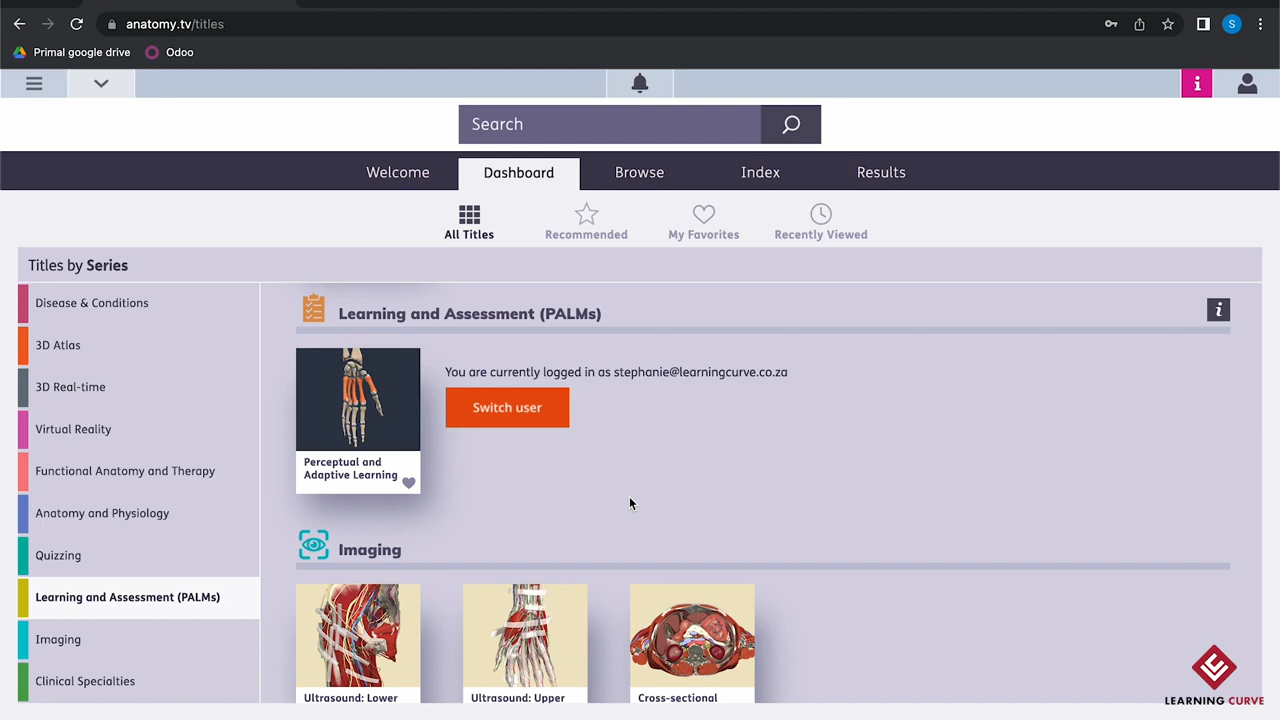 anatomy.tv/titles
S
Primal google drive
Odoo
i
Search
Welcome
Dashboard
Browse
Index
Results
All Titles
Recommended
My Favorites
Recently Viewed
Titles by Series
Disease & Conditions
3D Atlas
3D Real-time
Virtual Reality
Functional Anatomy and Therapy
Anatomy and Physiology
Quizzing
Learning and Assessment (PALMs)
Imaging
Clinical Specialties
Learning and Assessment (PALMs)
i
You are currently logged in as stephanie@learningcurve.co.za
Switch user
Perceptual and
Adaptive Learning
Imaging
Ultrasound: Lower
Ultrasound: Upper
Cross-sectional
LEARNING CURVE